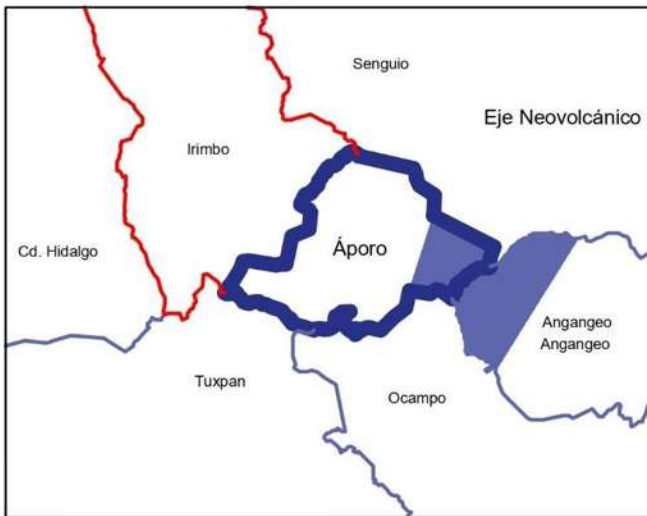 Senguio
Eje Neovolcánico
Irimbo
Cd. Hidalgo
Áporo
Angangeo
Angangeo
Tuxpan
Ocampo